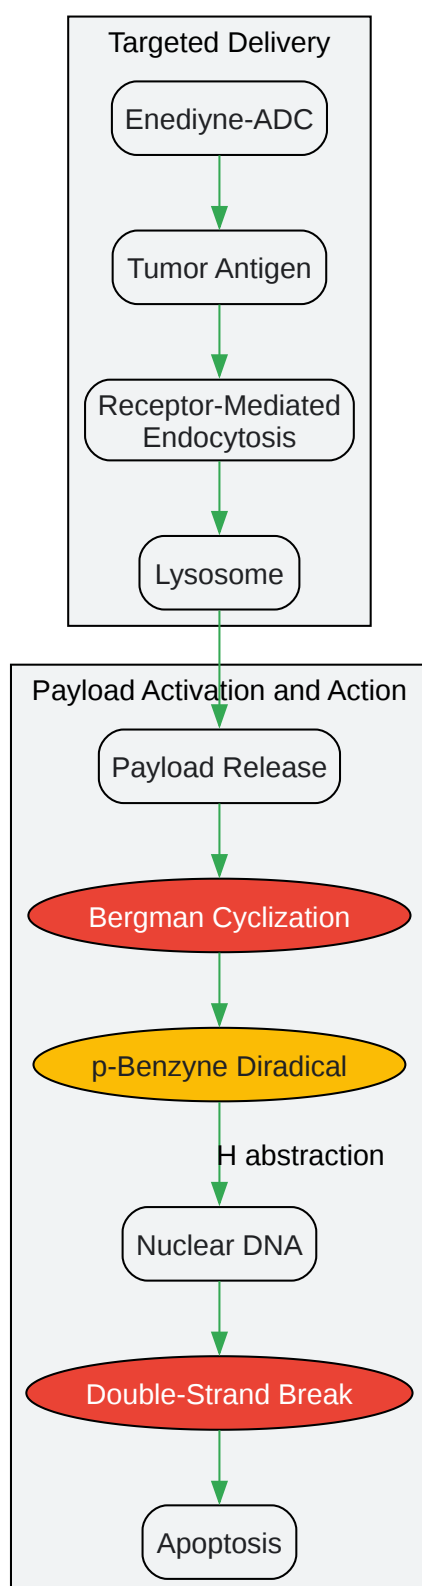 Targeted Delivery
Enediyne-ADC
Tumor Antigen
Receptor-Mediated
Endocytosis
Lysosome
Payload Activation and Action
Payload Release
Bergman Cyclization
p-Benzyne Diradical
H abstraction
Nuclear DNA
Double-Strand Break
Apoptosis